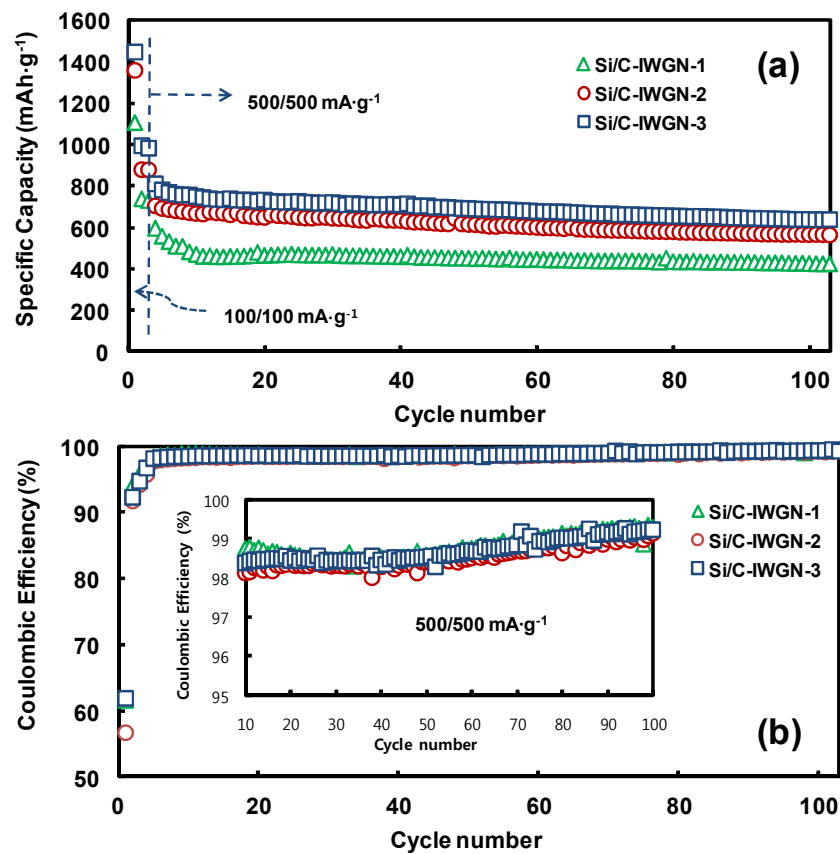 1600
1400
1200
1000
800
600
400
200
0
Specific Capacity (mAh·g-1)
(a)
Si/C-IWGN-1
Si/C-IWGN-2
Si/C-IWGN-3
500/500 mA·g-1
100/100 mA·g-1
0 20 40 60 80 100
Cycle number
100
90
80
70
60
50
Coulombic Efficiency (%)
Si/C-IWGN-1
Si/C-IWGN-2
Si/C-IWGN-3
100
99
98
97
96
95
Coulombic Efficiency (%)
500/500 mA·g-1
10 20 30 40 50 60 70 80 90 100
Cycle number
(b)
0 20 40 60 80 100
Cycle number